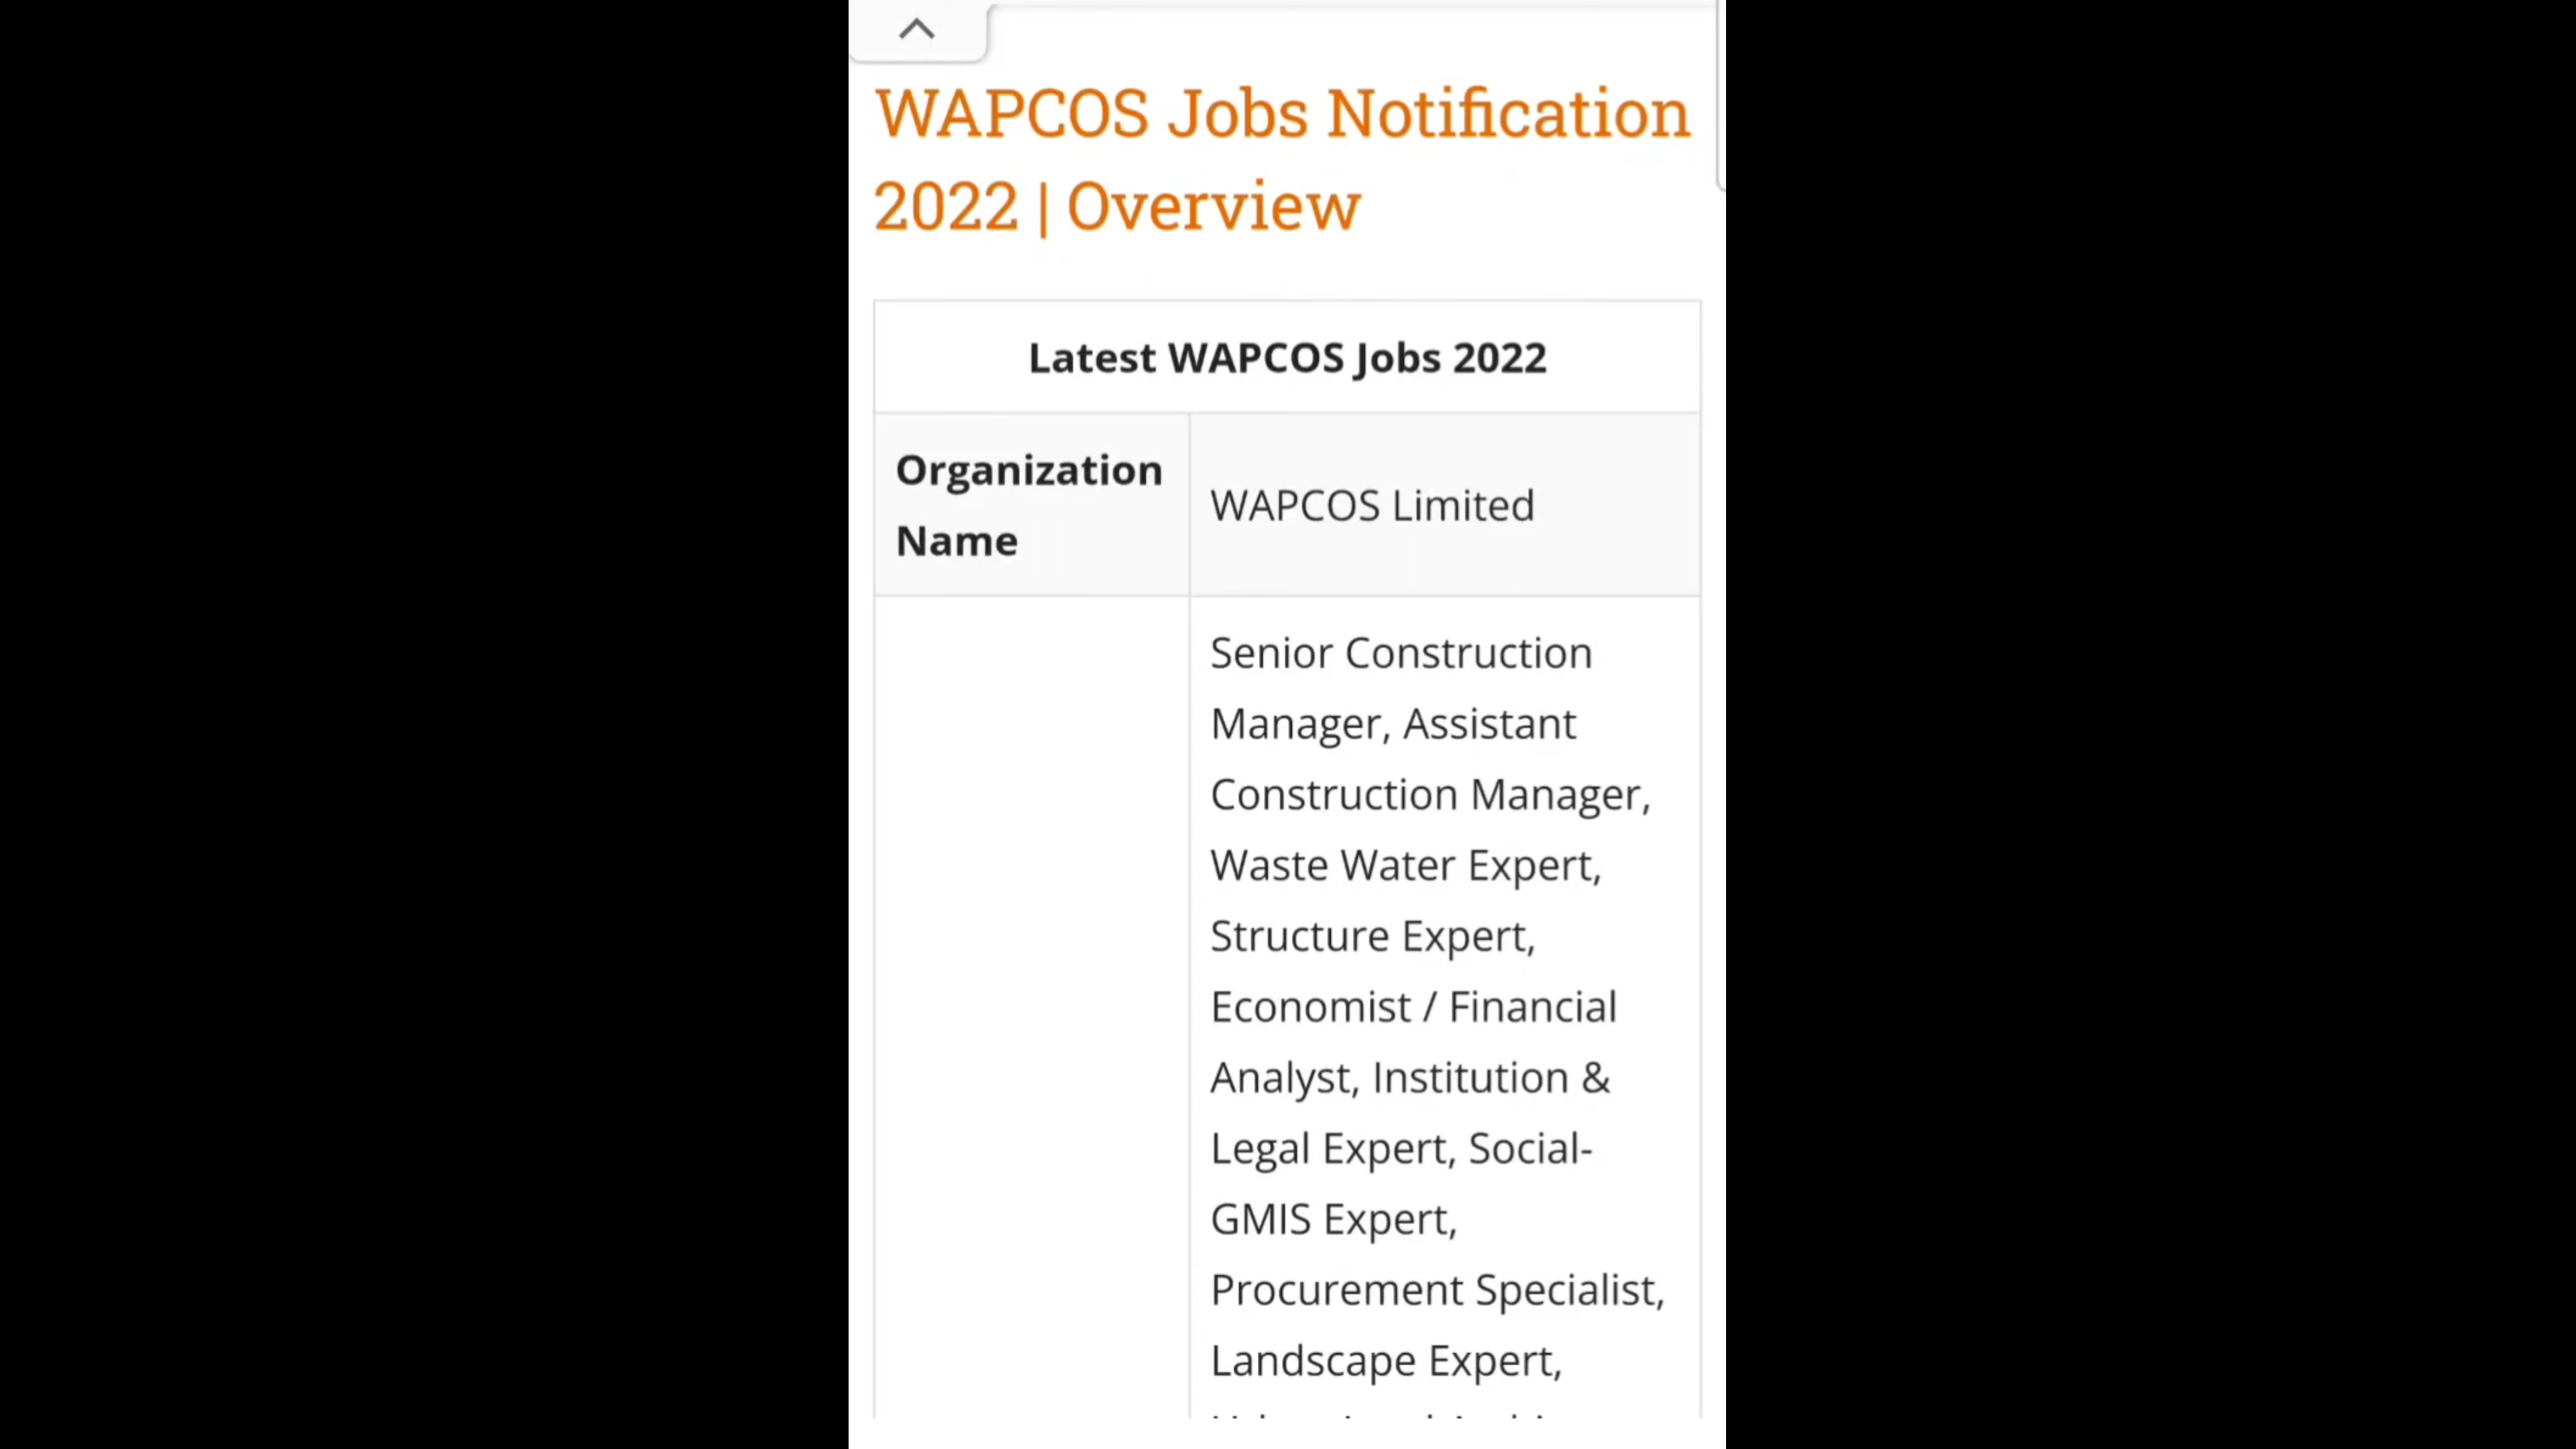 WAPCOS Jobs Notification
2022 | Overview
Latest WAPCOS Jobs 2022
Organization
Name
WAPCOS Limited
Senior Construction
Manager, Assistant
Construction Manager,
Waste Water Expert,
Structure Expert,
Economist / Financial
Analyst, Institution &
Legal Expert, Social-
GMIS Expert,
Procurement Specialist,
Landscape Expert,